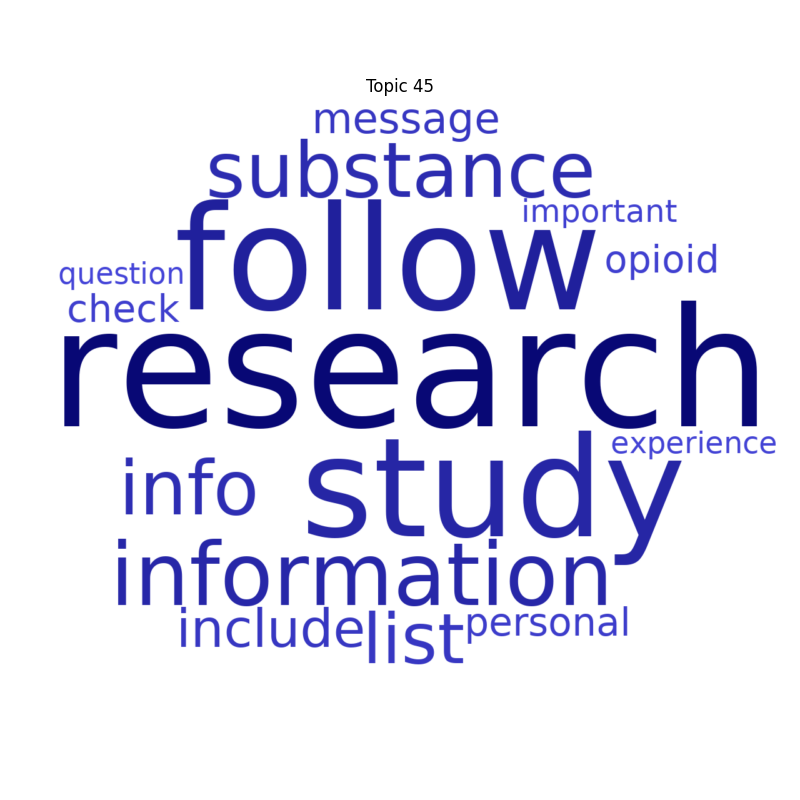 Topic 45
message
substance
important
follow
opioid
question
check
research
experience
study
info
information
include
list
personal